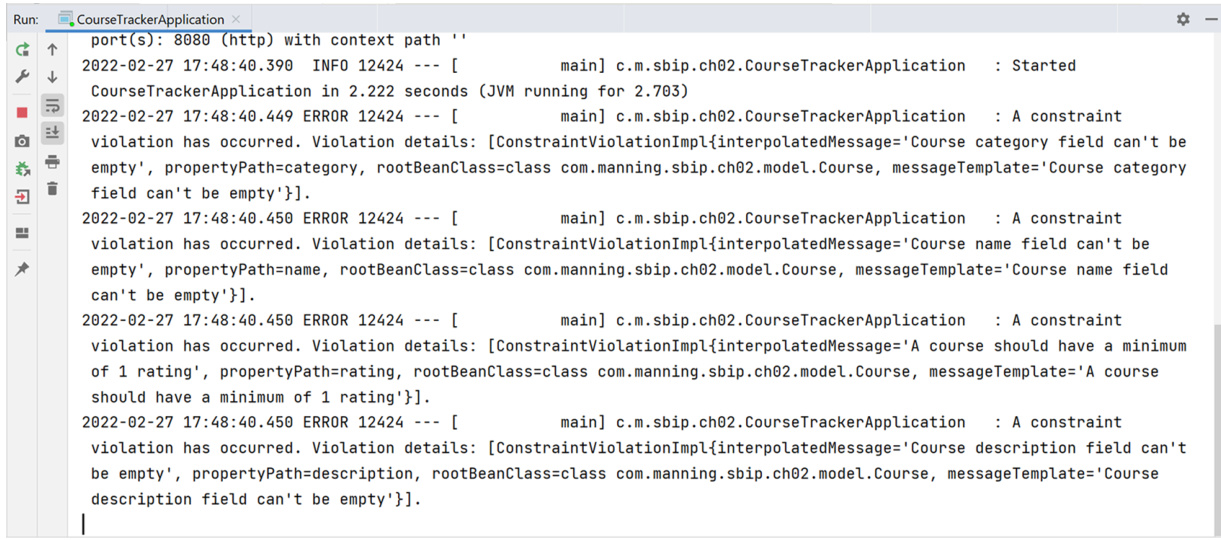 Run: CourseTrackerApplication
port(s): 8080 (http) with context path ''
2022-02-27 17:48:40.390  INFO 12424 --- [           main] c.m.sbip.ch02.CourseTrackerApplication   : Started
CourseTrackerApplication in 2.222 seconds (JVM running for 2.703)
2022-02-27 17:48:40.449 ERROR 12424 --- [           main] c.m.sbip.ch02.CourseTrackerApplication   : A constraint
violation has occurred. Violation details: [ConstraintViolationImpl{interpolatedMessage='Course category field can't be
empty', propertyPath=category, rootBeanClass=class com.manning.sbip.ch02.model.Course, messageTemplate='Course category
field can't be empty'}].
2022-02-27 17:48:40.450 ERROR 12424 --- [           main] c.m.sbip.ch02.CourseTrackerApplication   : A constraint
violation has occurred. Violation details: [ConstraintViolationImpl{interpolatedMessage='Course name field can't be
empty', propertyPath=name, rootBeanClass=class com.manning.sbip.ch02.model.Course, messageTemplate='Course name field
can't be empty'}].
2022-02-27 17:48:40.450 ERROR 12424 --- [           main] c.m.sbip.ch02.CourseTrackerApplication   : A constraint
violation has occurred. Violation details: [ConstraintViolationImpl{interpolatedMessage='A course should have a minimum
of 1 rating', propertyPath=rating, rootBeanClass=class com.manning.sbip.ch02.model.Course, messageTemplate='A course
should have a minimum of 1 rating'}].
2022-02-27 17:48:40.450 ERROR 12424 --- [           main] c.m.sbip.ch02.CourseTrackerApplication   : A constraint
violation has occurred. Violation details: [ConstraintViolationImpl{interpolatedMessage='Course description field can't
be empty', propertyPath=description, rootBeanClass=class com.manning.sbip.ch02.model.Course, messageTemplate='Course
description field can't be empty'}].